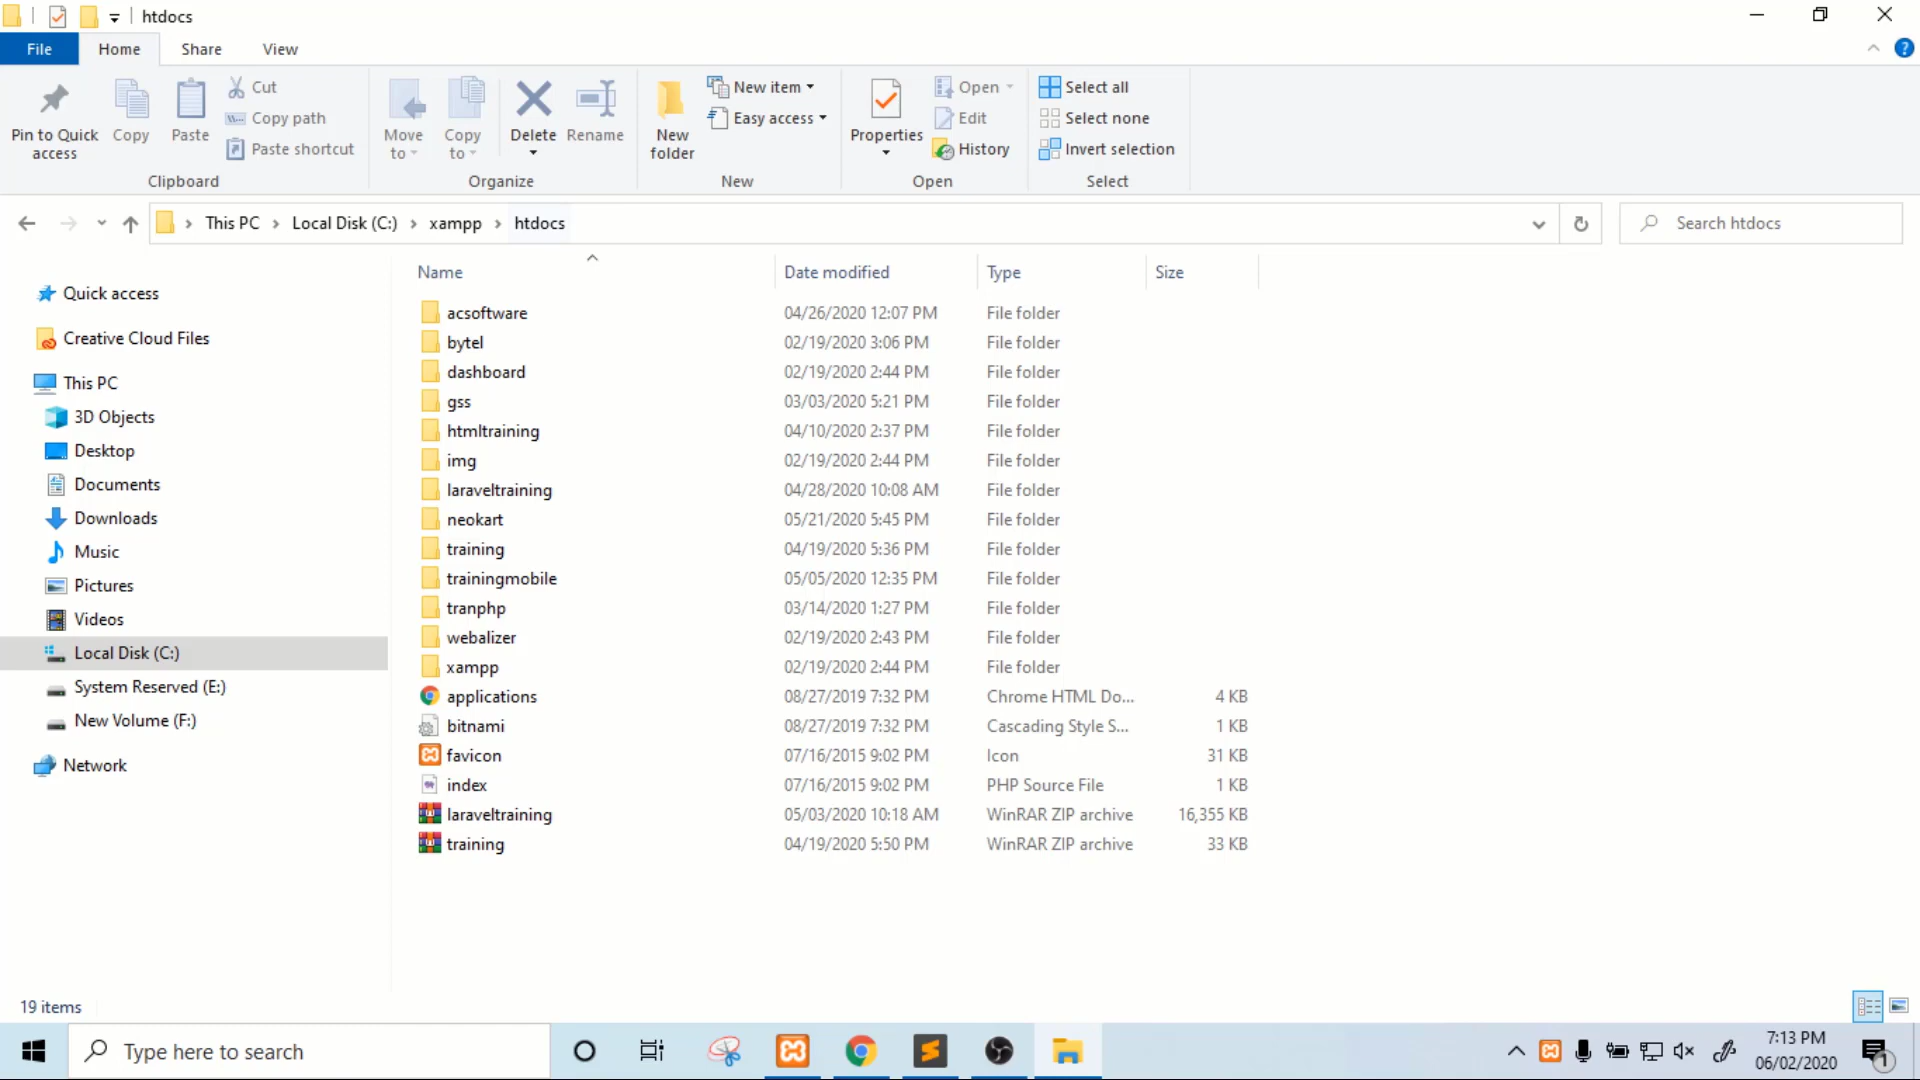 htdocs
File Home Share View
Pin to Quick access
Copy
Paste
Cut
Copy path
Paste shortcut
Clipboard
Move to
Copy to
Delete
Rename
Organize
New folder
New item
Easy access
New
Properties
Open
Edit
History
Open
Select all
Select none
Invert selection
Select
This PC Local Disk (C:) xampp htdocs
Search htdocs
Quick access
Creative Cloud Files
This PC
3D Objects
Desktop
Documents
Downloads
Music
Pictures
Videos
Local Disk (C:)
System Reserved (E:)
New Volume (F:)
Network
Name Date modified Type Size
acsoftware 04/26/2020 12:07 PM File folder
bytel 02/19/2020 3:06 PM File folder
dashboard 02/19/2020 2:44 PM File folder
gss 03/03/2020 5:21 PM File folder
htmltraining 04/10/2020 2:37 PM File folder
img 02/19/2020 2:44 PM File folder
laraveltraining 04/28/2020 10:08 AM File folder
neokart 05/21/2020 5:45 PM File folder
training 04/19/2020 5:36 PM File folder
trainingmobile 05/05/2020 12:35 PM File folder
tranphp 03/14/2020 1:27 PM File folder
webalizer 02/19/2020 2:43 PM File folder
xampp 02/19/2020 2:44 PM File folder
applications 08/27/2019 7:32 PM Chrome HTML Do... 4 KB
bitnami 08/27/2019 7:32 PM Cascading Style S... 1 KB
favicon 07/16/2015 9:02 PM Icon 31 KB
index 07/16/2015 9:02 PM PHP Source File 1 KB
laraveltraining 05/03/2020 10:18 AM WinRAR ZIP archive 16,355 KB
training 04/19/2020 5:50 PM WinRAR ZIP archive 33 KB
19 items
Type here to search
7:13 PM
06/02/2020
1